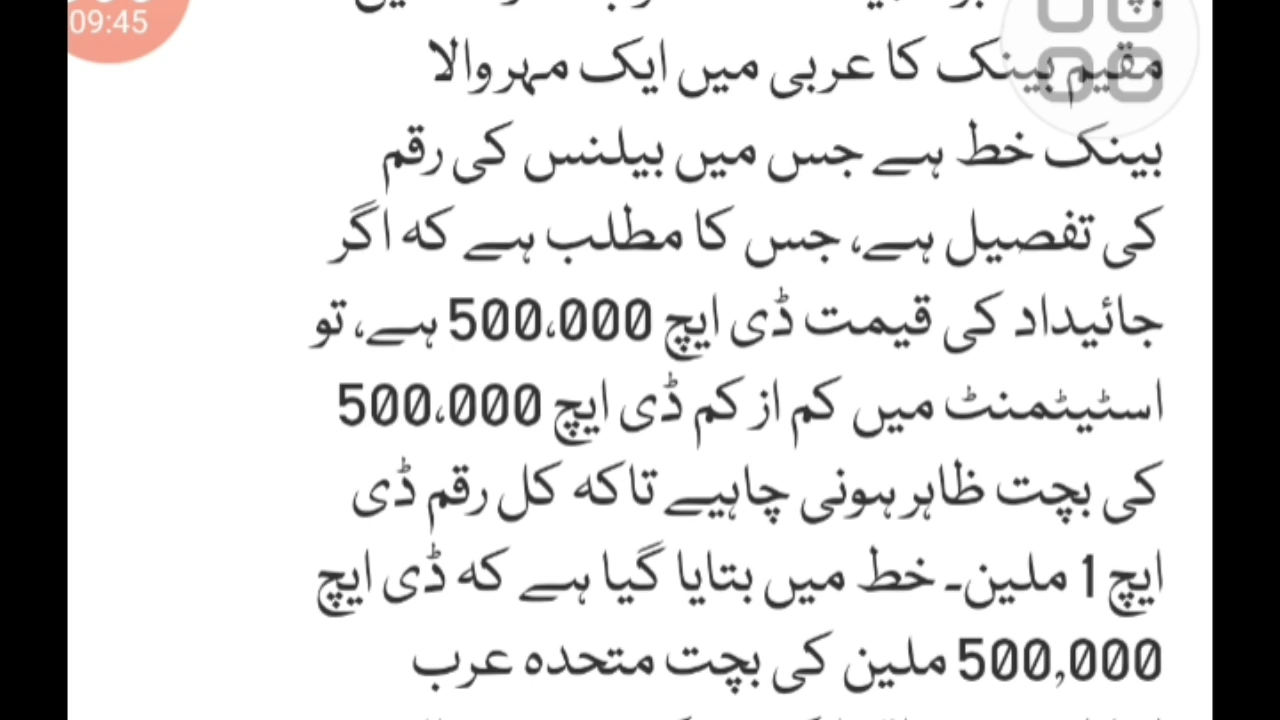 09:45
مقیم بینک کا عربی میں ایک مہر والا
بینک خط ہے جس میں بیلنس کی رقم
کی تفصیل ہے، جس کا مطلب ہے کہ اگر
جائیداد کی قیمت ڈی ایچ 500،000 ہے، تو
اسٹیٹمنٹ میں کم از کم ڈی ایچ 500،000
کی بچت ظاہر ہونی چاہیے تاکہ کل رقم ڈی
ایچ 1 ملین۔ خط میں بتایا گیا ہے کہ ڈی ایچ
500,000 ملین کی بچت متحدہ عرب